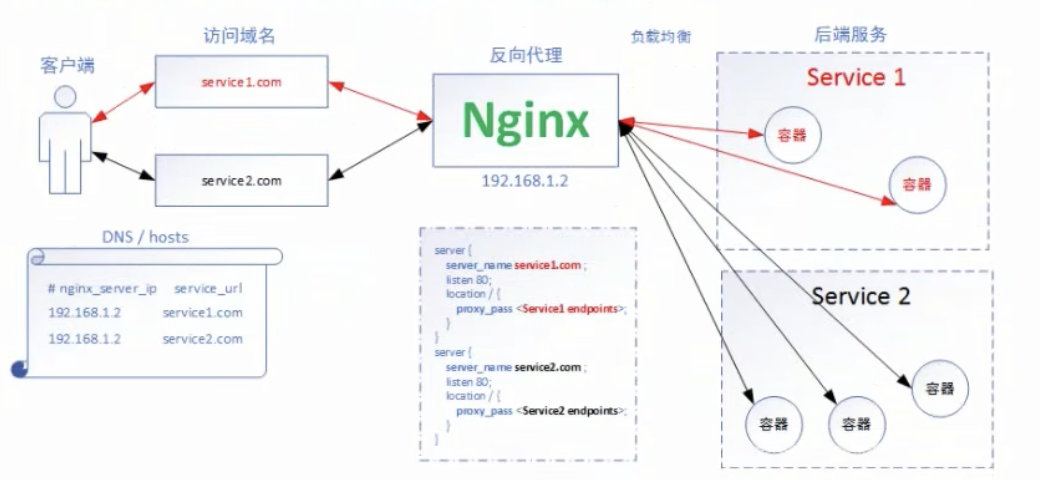 访问域名
客户端
service1.com
service2.com
反向代理
Nginx
192.168.1.2
负载均衡
后端服务
Service 1
容器
容器
Service 2
容器
容器
容器
DNS / hosts
# nginx_server_ip service_url
192.168.1.2 service1.com
192.168.1.2 service2.com
server {
server_name service1.com ;
listen 80;
location / {
proxy_pass <Service1 endpoints>;
}
}
server {
server_name service2.com ;
listen 80;
location / {
proxy_pass <Service2 endpoints>;
}
}